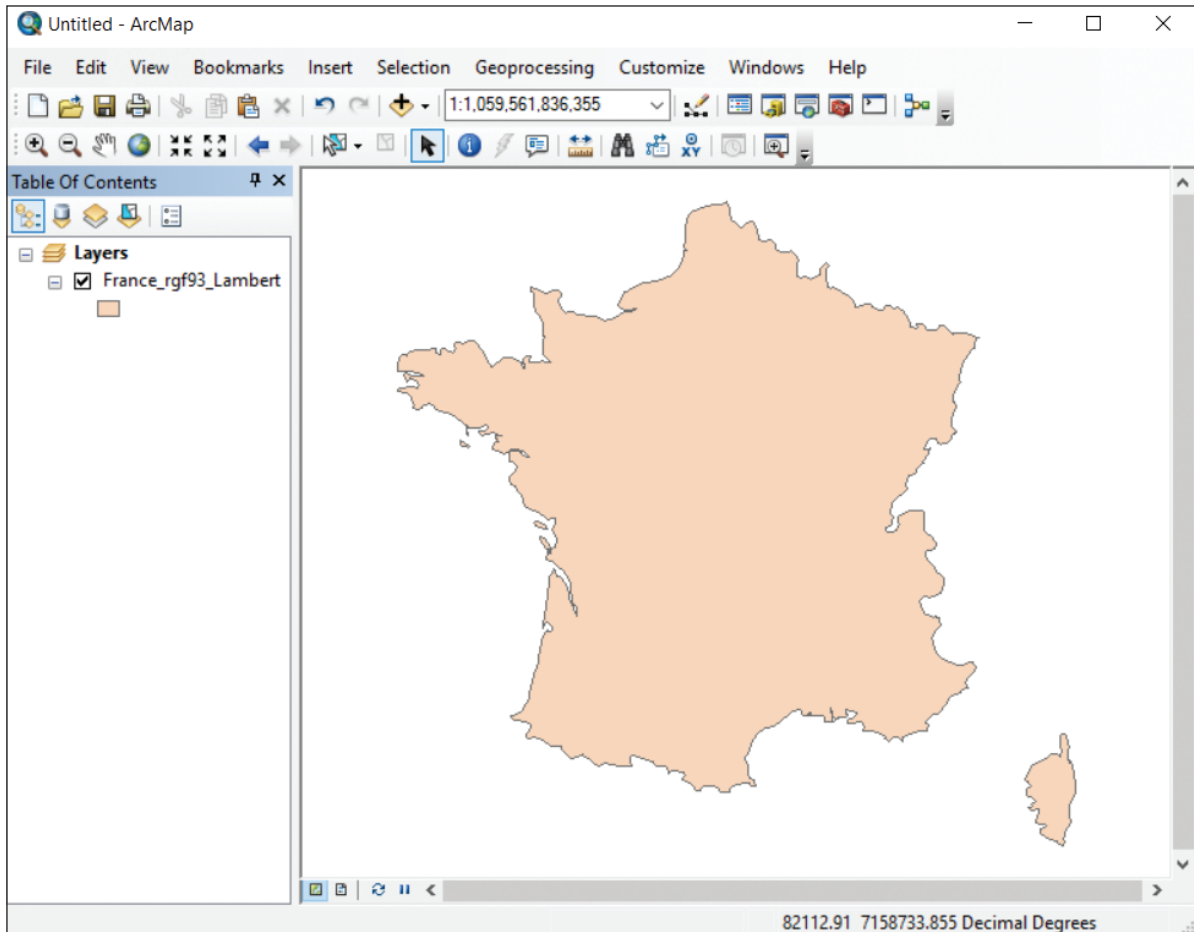 Untitled - ArcMap
File Edit View Bookmarks Insert Selection Geoprocessing Customize Windows Help
1:1,059,561,836,355
XY
Table Of Contents
Layers
France_rgf93_Lambert
82112.91 7158733.855 Decimal Degrees